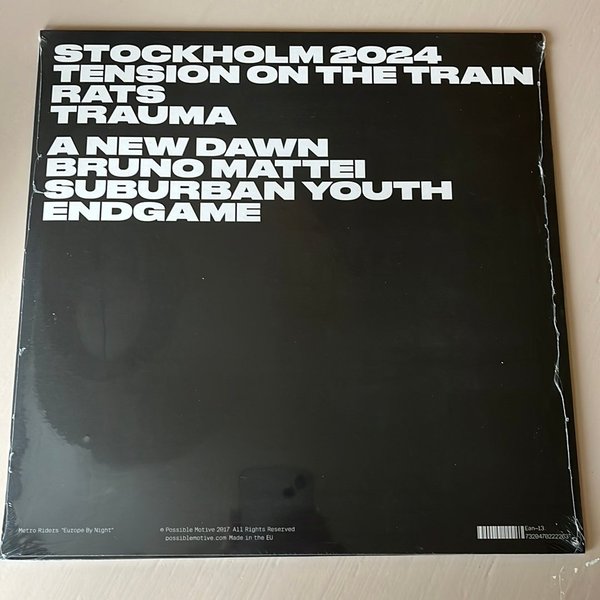 STOCKHOLM 2024
TENSION ON THE TRAIN
RATS
TRAUMA
A NEW DAWN
BRUNO MATTEI
SUBURBAN YOUTH
ENDGAME
Metro Riders "Europe By Night"
© Possible Motive 2017 All Rights Reserved
possiblemotive.com Made in the EU
Ean-13